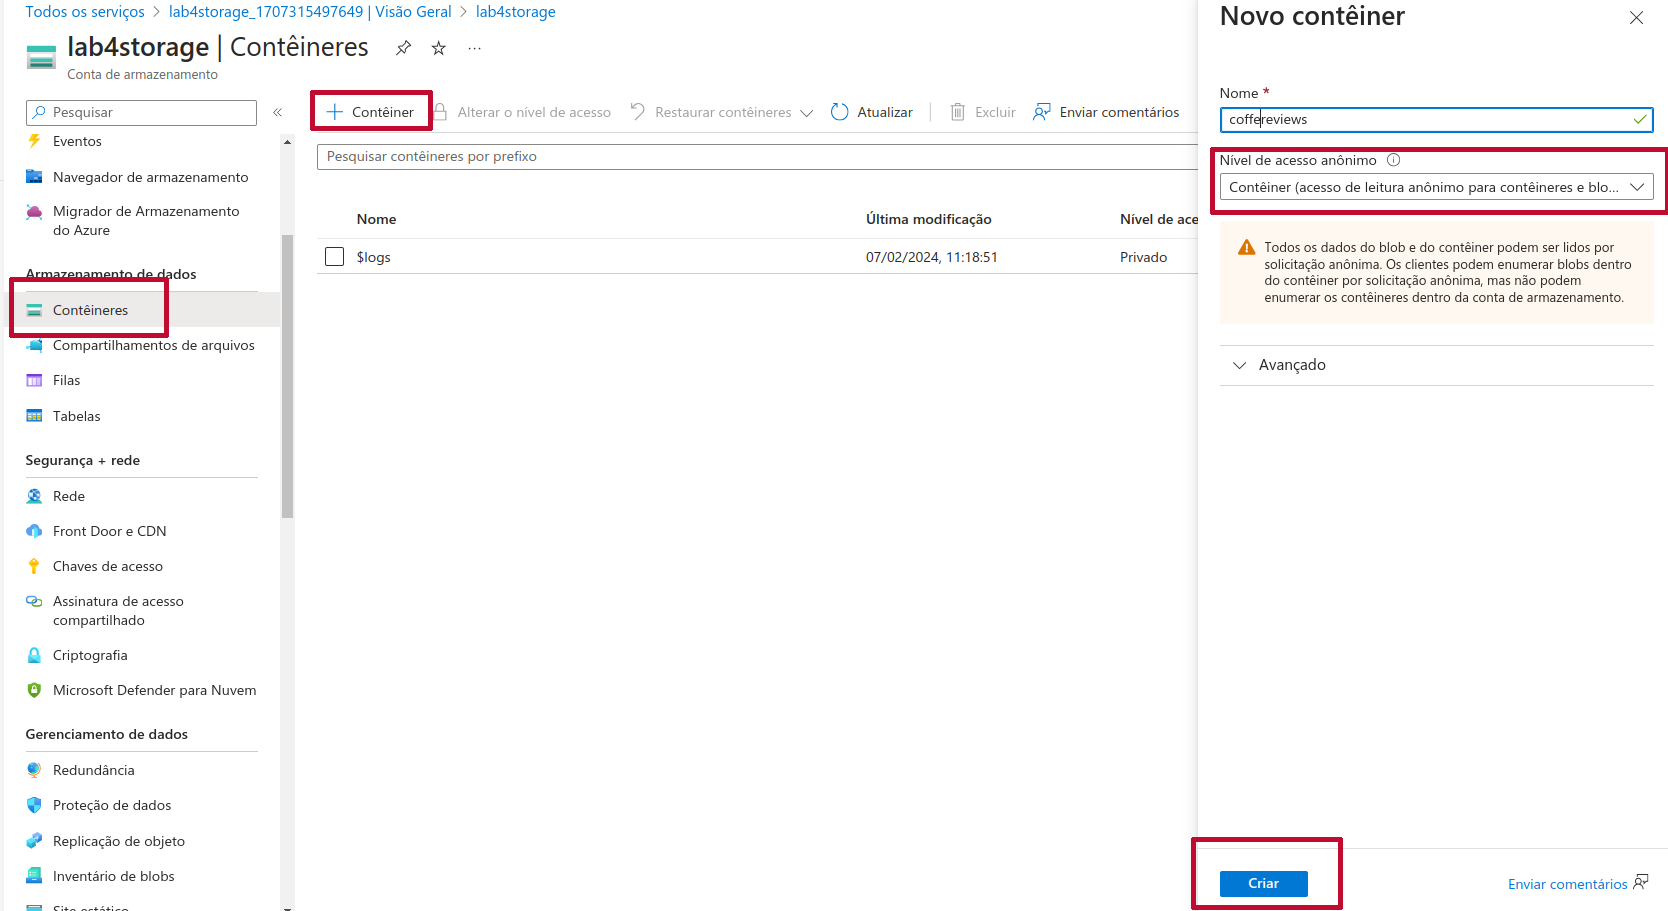 Todos os serviços > lab4storage_1707315497649 | Visão Geral > lab4storage
lab4storage | Contêineres
Conta de armazenamento
Pesquisar
Eventos
Navegador de armazenamento
Migrador de Armazenamento
do Azure
Armazenamento de dados
Contêineres
Compartilhamentos de arquivos
Filas
Tabelas
Segurança + rede
Rede
Front Door e CDN
Chaves de acesso
Assinatura de acesso
compartilhado
Criptografia
Microsoft Defender para Nuvem
Gerenciamento de dados
Redundância
Proteção de dados
Replicação de objeto
Inventário de blobs
Site estático
+ Contêiner Alterar o nível de acesso Restaurar contêineres Atualizar Excluir Enviar comentários
Pesquisar contêineres por prefixo
Nome Última modificação Nível de ace
$logs 07/02/2024, 11:18:51 Privado
Novo contêiner
Nome *
coffereviews
Nível de acesso anônimo
Contêiner (acesso de leitura anônimo para contêineres e blo...
Todos os dados do blob e do contêiner podem ser lidos por
solicitação anônima. Os clientes podem enumerar blobs dentro
do contêiner por solicitação anônima, mas não podem
enumerar os contêineres dentro da conta de armazenamento.
Avançado
Criar
Enviar comentários